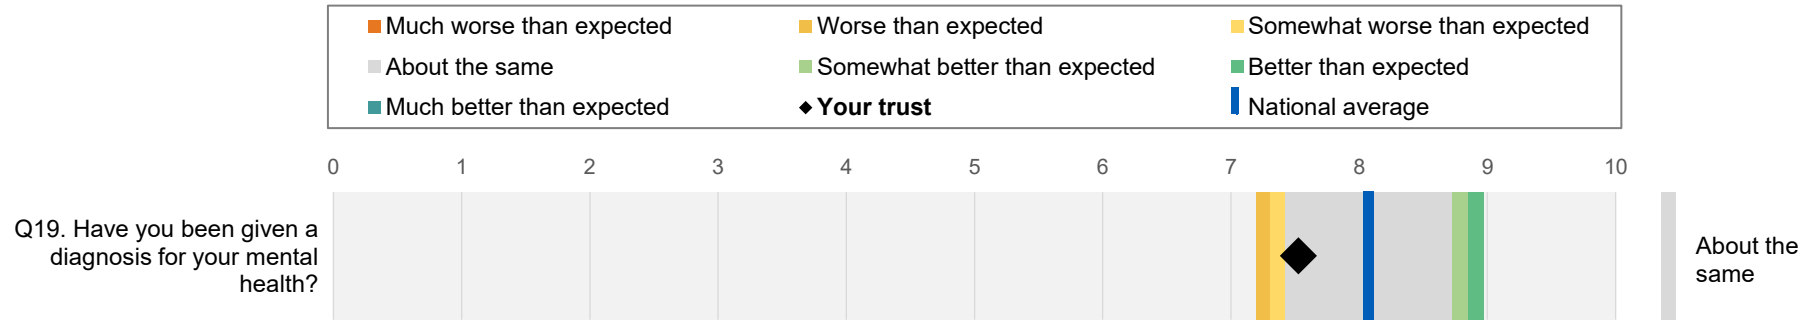 Much worse than expected
Worse than expected
Somewhat worse than expected
About the same
Somewhat better than expected
Better than expected
Much better than expected
Your trust
National average
0 1 2 3 4 5 6 7 8 9 10
Q19. Have you been given a
diagnosis for your mental
health?
About the
same